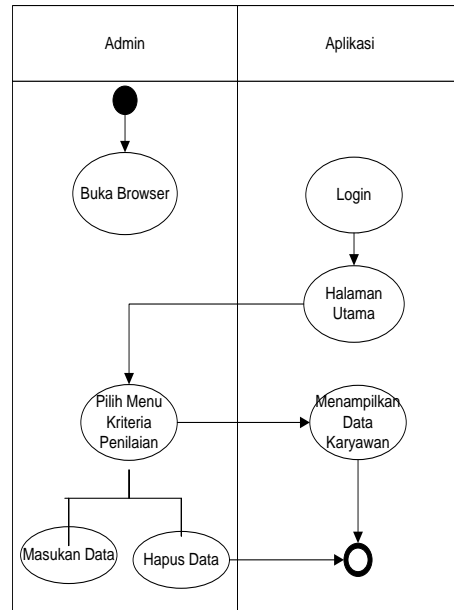 Admin
Aplikasi
Buka Browser
Login
Halaman
Utama
Pilih Menu
Kriteria
Penilaian
Menampilkan
Data
Karyawan
Masukan Data
Hapus Data